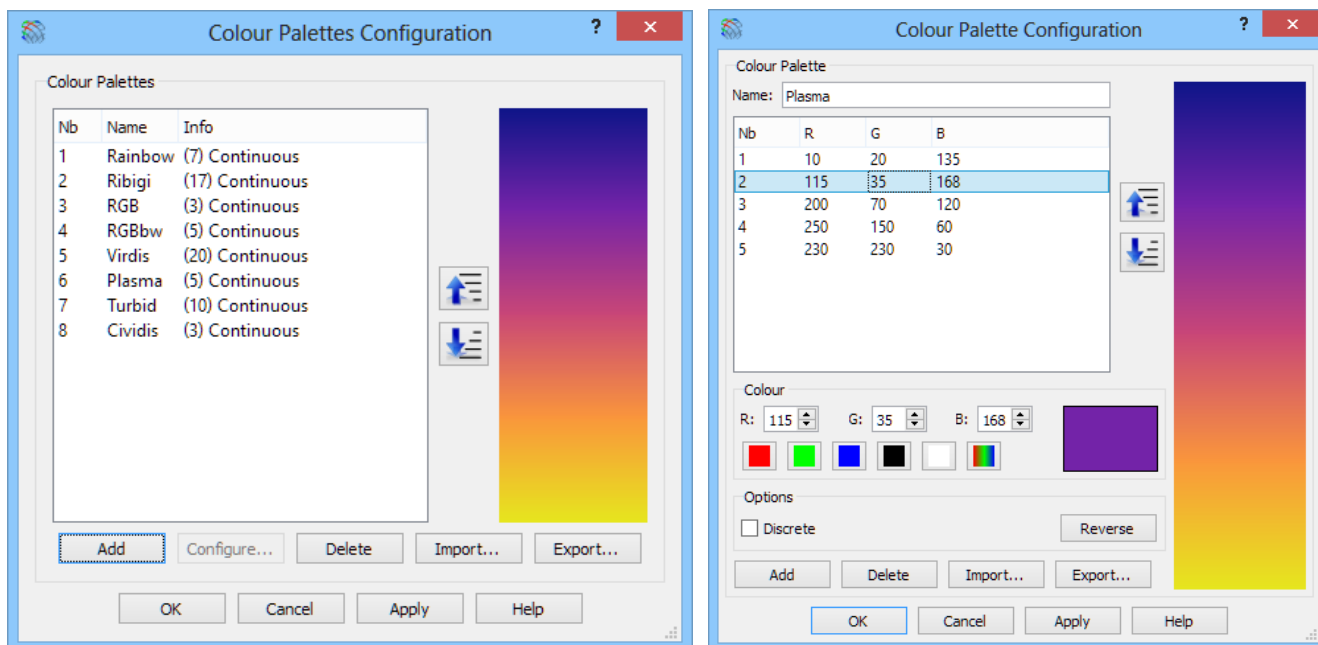 Colour Palettes Configuration ? ×
Colour Palettes
Nb Name Info
1 Rainbow (7) Continuous
2 Ribigi (17) Continuous
3 RGB (3) Continuous
4 RGBbw (5) Continuous
5 Virdis (20) Continuous
6 Plasma (5) Continuous
7 Turbid (10) Continuous
8 Cividis (3) Continuous
Add Configure... Delete Import... Export...
OK Cancel Apply Help
Colour Palette Configuration ? ×
Colour Palette
Name: Plasma
Nb R G B
1 10 20 135
2 115 35 168
3 200 70 120
4 250 150 60
5 230 230 30
Colour
R: 115 G: 35 B: 168
Options
Discrete Reverse
Add Delete Import... Export...
OK Cancel Apply Help